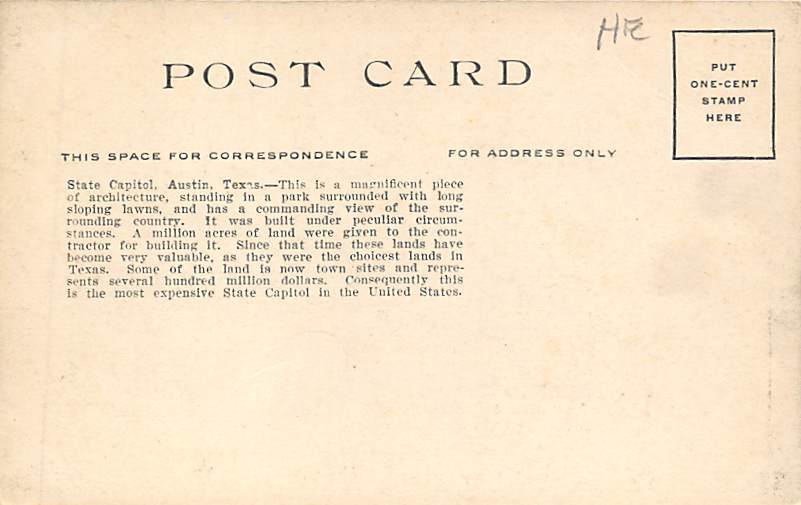 HE
POST CARD
PUT
ONE-CENT
STAMP
HERE
THIS SPACE FOR CORRESPONDENCE
FOR ADDRESS ONLY
State Capitol, Austin, Texas.—This is a magnificent piece
of architecture, standing in a park surrounded with long
sloping lawns, and has a commanding view of the sur-
rounding country. It was built under peculiar circum-
stances. A million acres of land were given to the con-
tractor for building it. Since that time these lands have
become very valuable, as they were the choicest lands in
Texas. Some of the land is now town sites and repre-
sents several hundred million dollars. Consequently this
is the most expensive State Capitol in the United States.